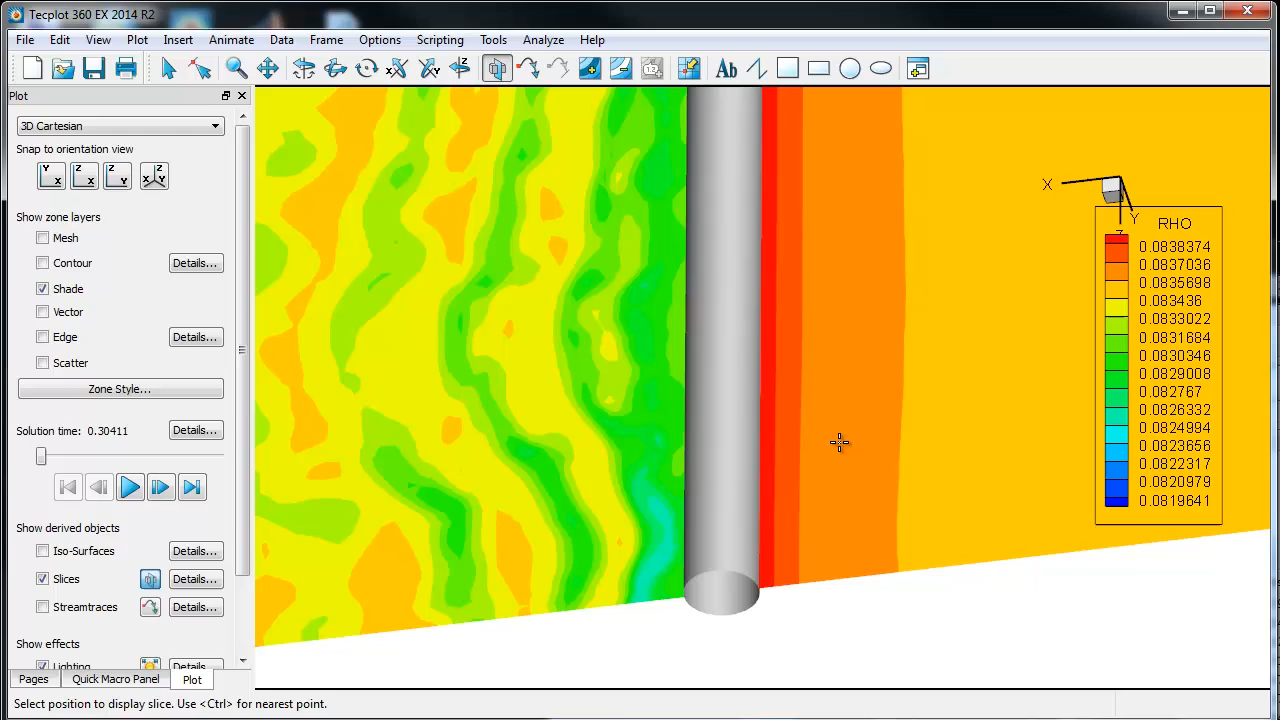 Tecplot 360 EX 2014 R2
File Edit View Plot Insert Animate Data Frame Options Scripting Tools Analyze Help
Plot
3D Cartesian
Snap to orientation view
Y X Z X Z Y Z X Y
Show zone layers
Mesh
Contour Details...
Shade
Vector
Edge Details...
Scatter
Zone Style...
Solution time: 0.30411 Details...
Show derived objects
Iso-Surfaces Details...
Slices Details...
Streamtraces Details...
Show effects
Lighting Details...
Pages Quick Macro Panel Plot
Select position to display slice. Use <Ctrl> for nearest point.
Ab
X
Y
Z
RHO
0.0838374
0.0837036
0.0835698
0.083436
0.0833022
0.0831684
0.0830346
0.0829008
0.082767
0.0826332
0.0824994
0.0823656
0.0822317
0.0820979
0.0819641